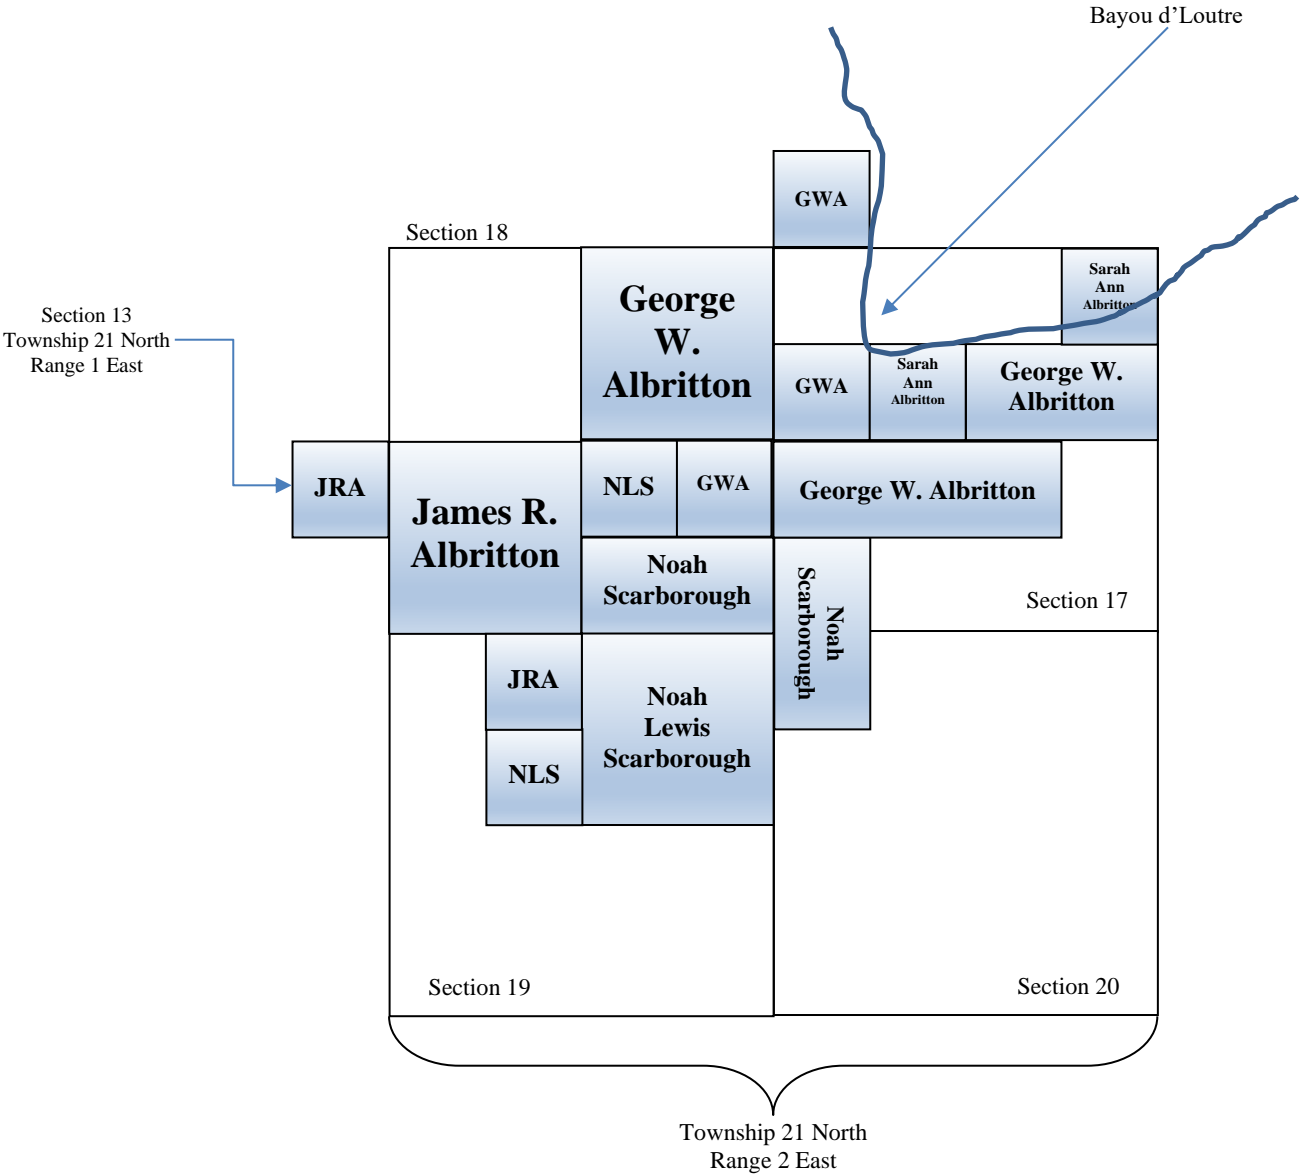 Bayou d’Loutre
GWA
Section 18
George
W.
Albritton
Sarah
Ann
Albritton
Section 13
Township 21 North
Range 1 East
GWA
Sarah
Ann
Albritton
George W.
Albritton
JRA
James R.
Albritton
NLS
GWA
George W. Albritton
Noah
Scarborough
Noah
Scarborough
Section 17
JRA
Noah
Lewis
Scarborough
NLS
Section 19
Section 20
Township 21 North
Range 2 East